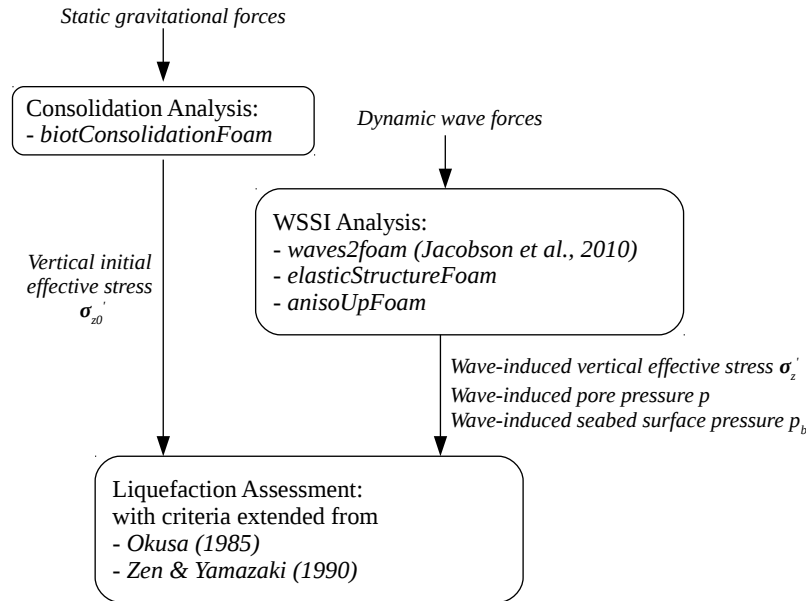 Static gravitational forces
Consolidation Analysis:
- biotConsolidationFoam
Dynamic wave forces
WSSI Analysis:
- waves2foam (Jacobson et al., 2010)
- elasticStructureFoam
- anisoUpFoam
Vertical initial
effective stress
σz0'
Wave-induced vertical effective stress σz'
Wave-induced pore pressure p
Wave-induced seabed surface pressure pb
Liquefaction Assessment:
with criteria extended from
- Okusa (1985)
- Zen & Yamazaki (1990)